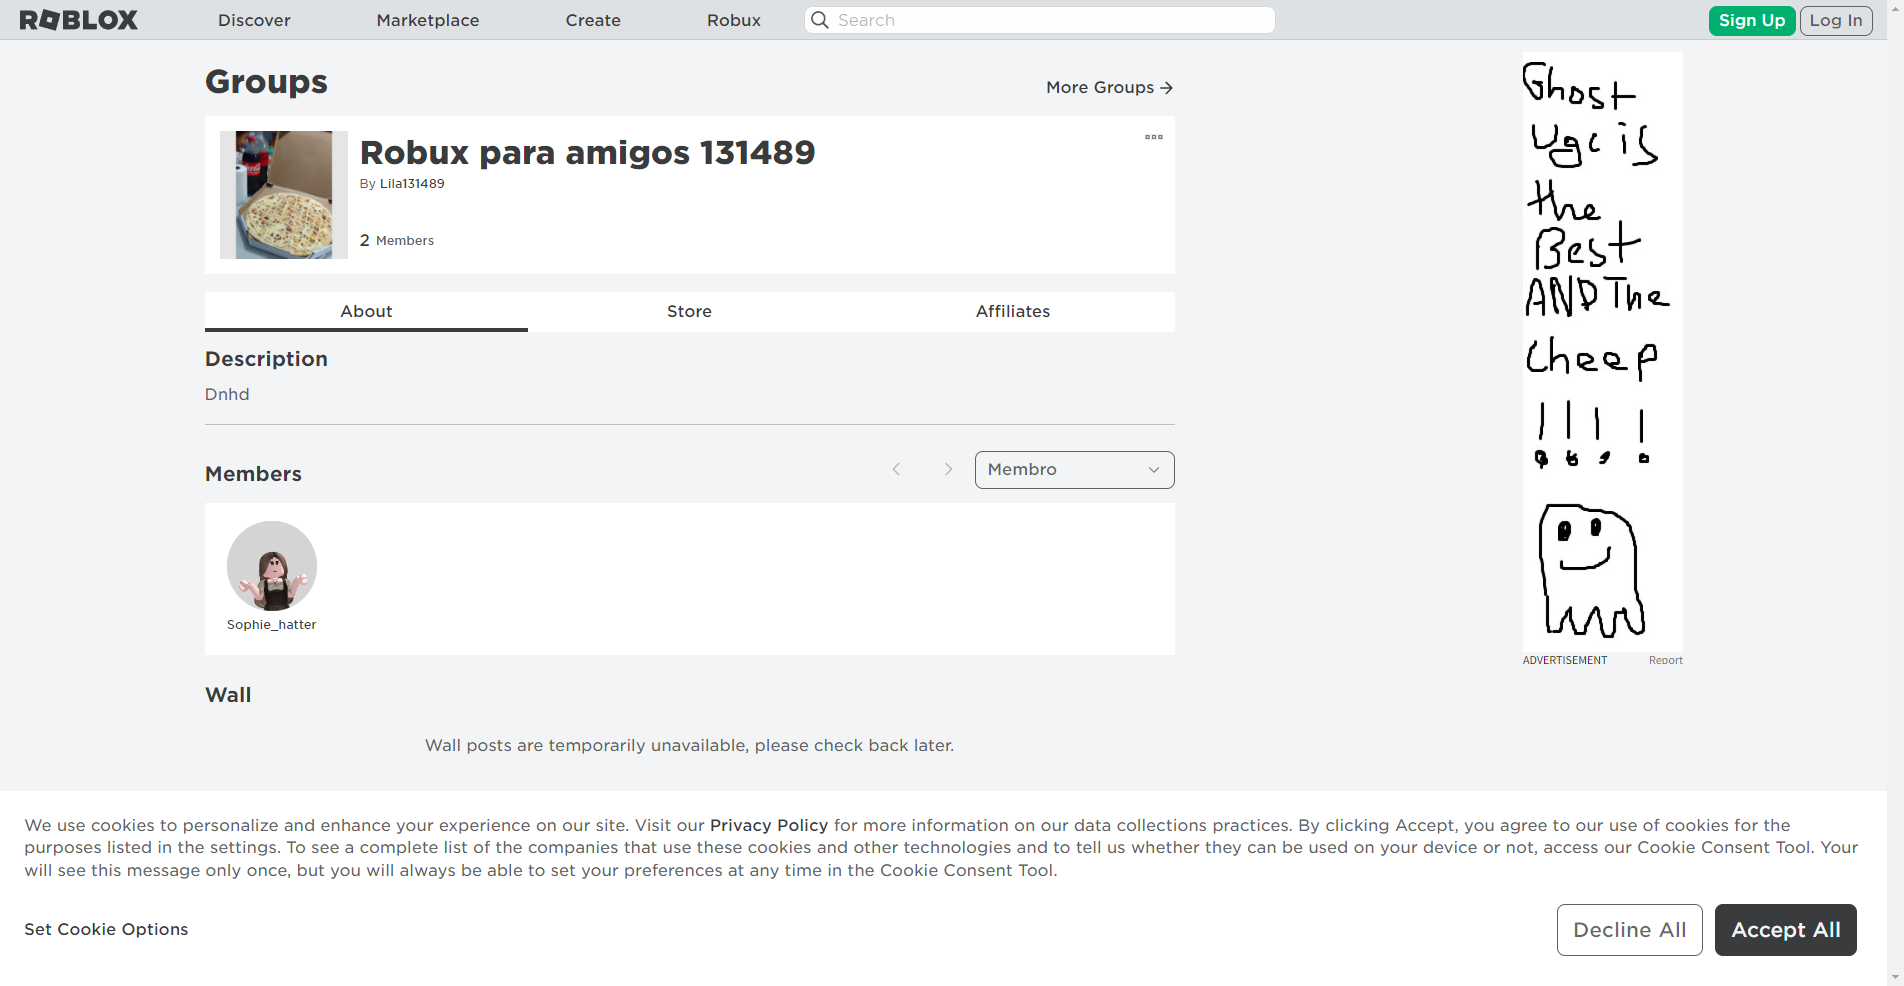 ROBLOX
Discover
Marketplace
Create
Robux
Search
Sign Up
Log In
Groups
More Groups
Robux para amigos 131489
By Lila131489
2 Members
About
Store
Affiliates
Description
Dnhd
Members
Membro
Sophie_hatter
Wall
Wall posts are temporarily unavailable, please check back later.
Ghost
Ugc is
the
Best
AND The
Cheep
!!! !
ADVERTISEMENT
Report
We use cookies to personalize and enhance your experience on our site. Visit our Privacy Policy for more information on our data collections practices. By clicking Accept, you agree to our use of cookies for the
purposes listed in the settings. To see a complete list of the companies that use these cookies and other technologies and to tell us whether they can be used on your device or not, access our Cookie Consent Tool. Your
will see this message only once, but you will always be able to set your preferences at any time in the Cookie Consent Tool.
Set Cookie Options
Decline All
Accept All